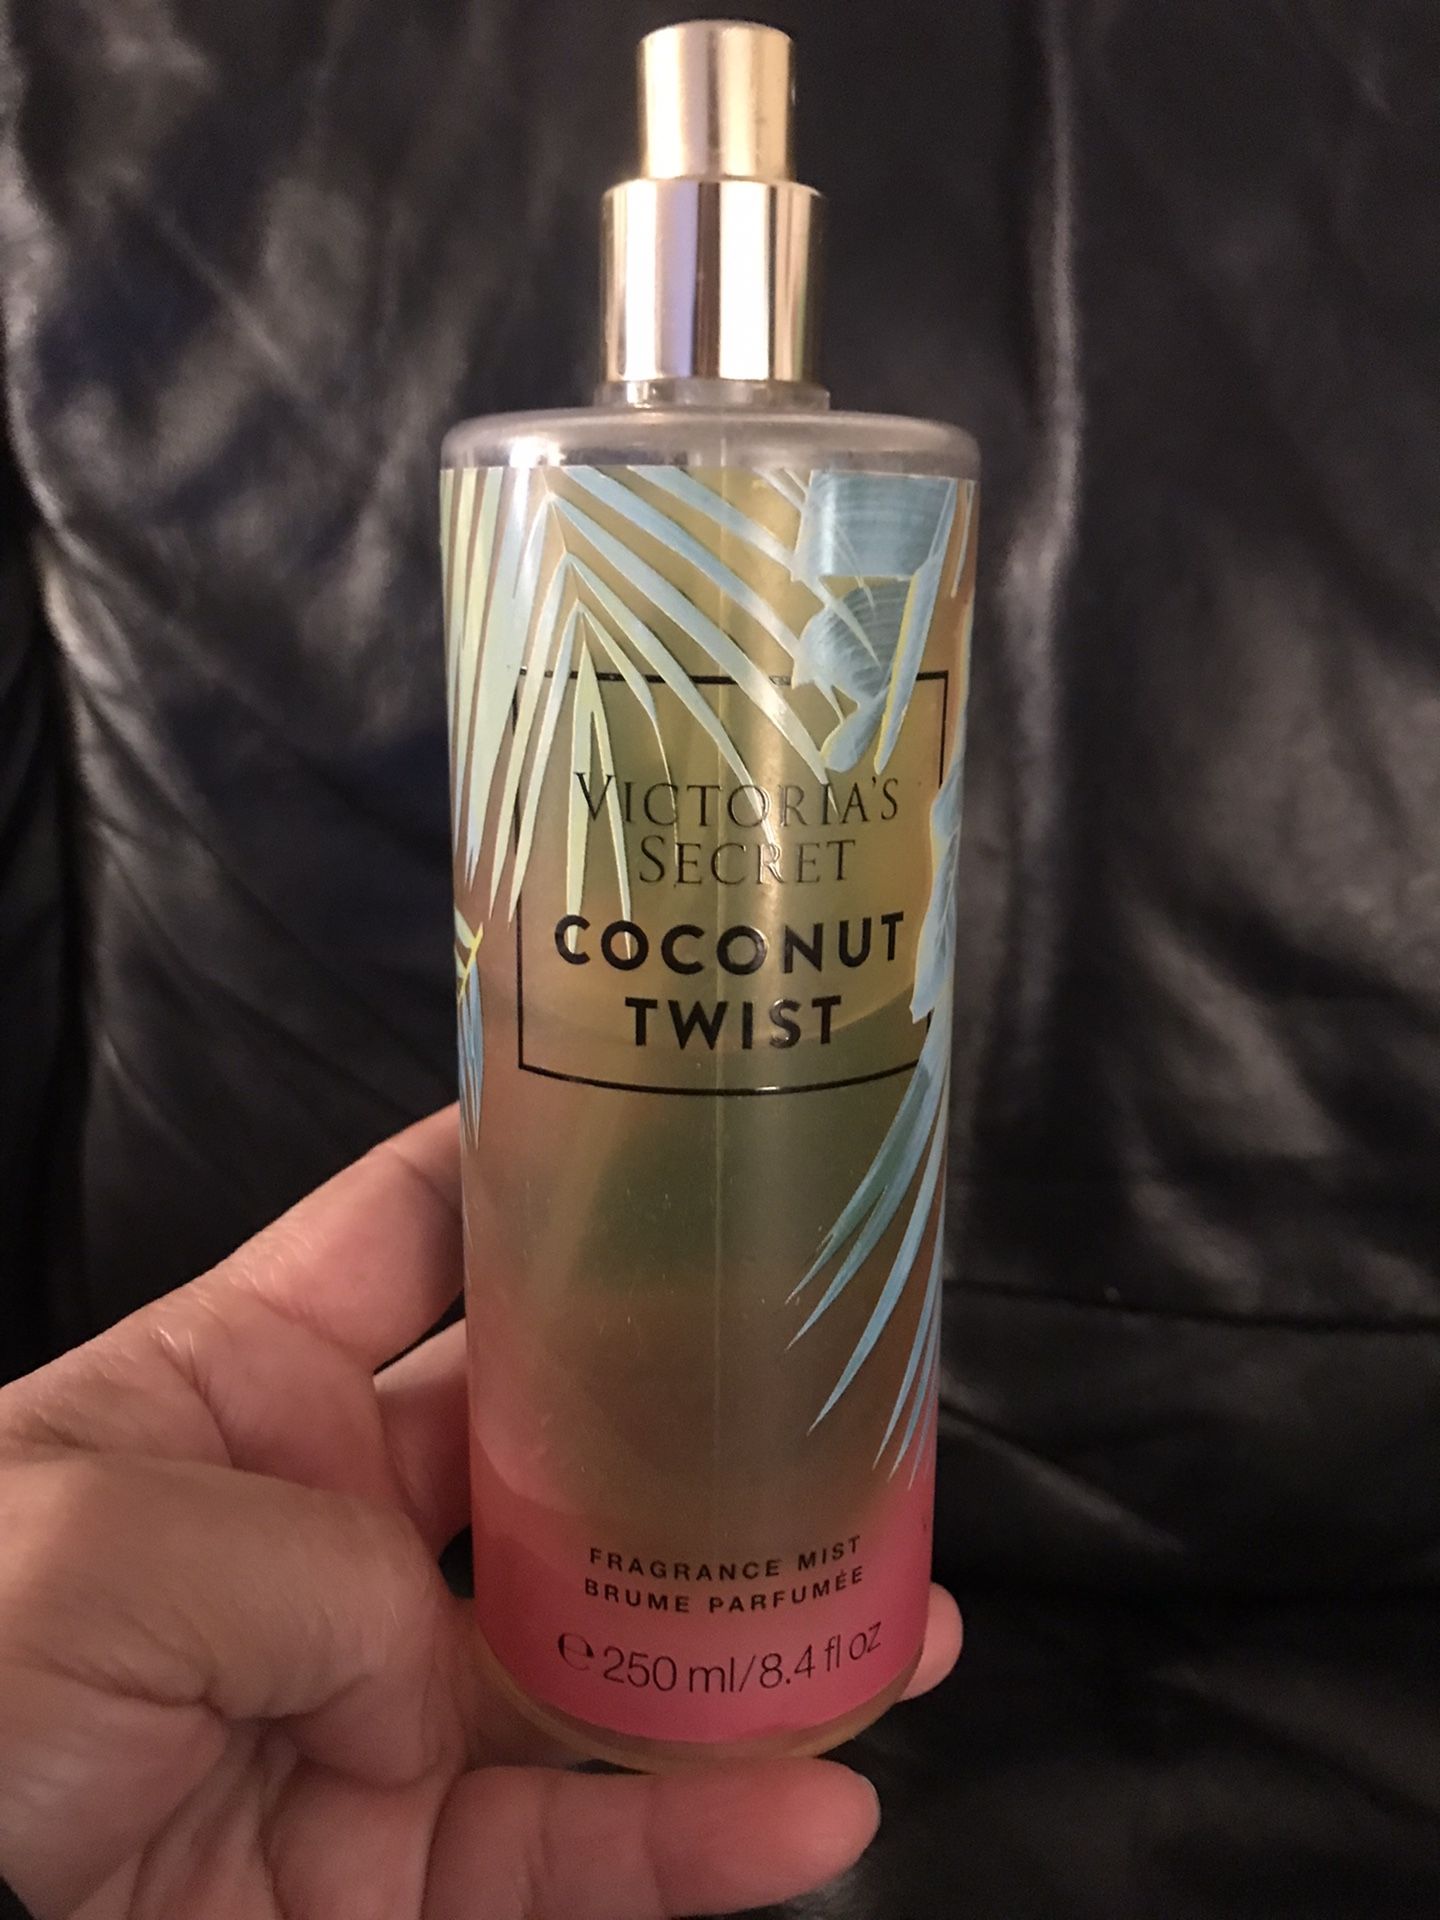 VICTORIA'S
SECRET
COCONUT
TWIST
FRAGRANCE MIST
BRUME PARFUMÉE
℮ 250 ml/8.4 fl oz